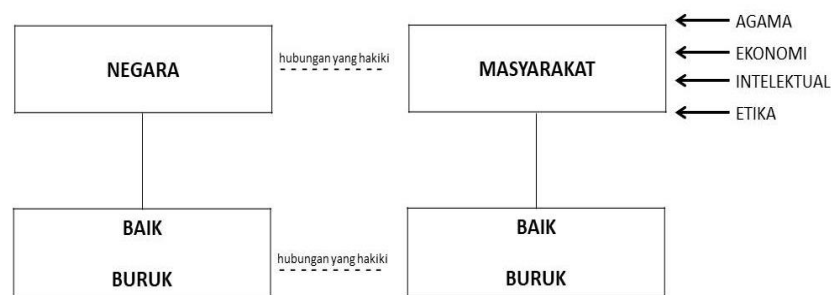 NEGARA
hubungan yang hakiki
MASYARAKAT
AGAMA
EKONOMI
INTELEKTUAL
ETIKA
BAIK
BURUK
hubungan yang hakiki
BAIK
BURUK